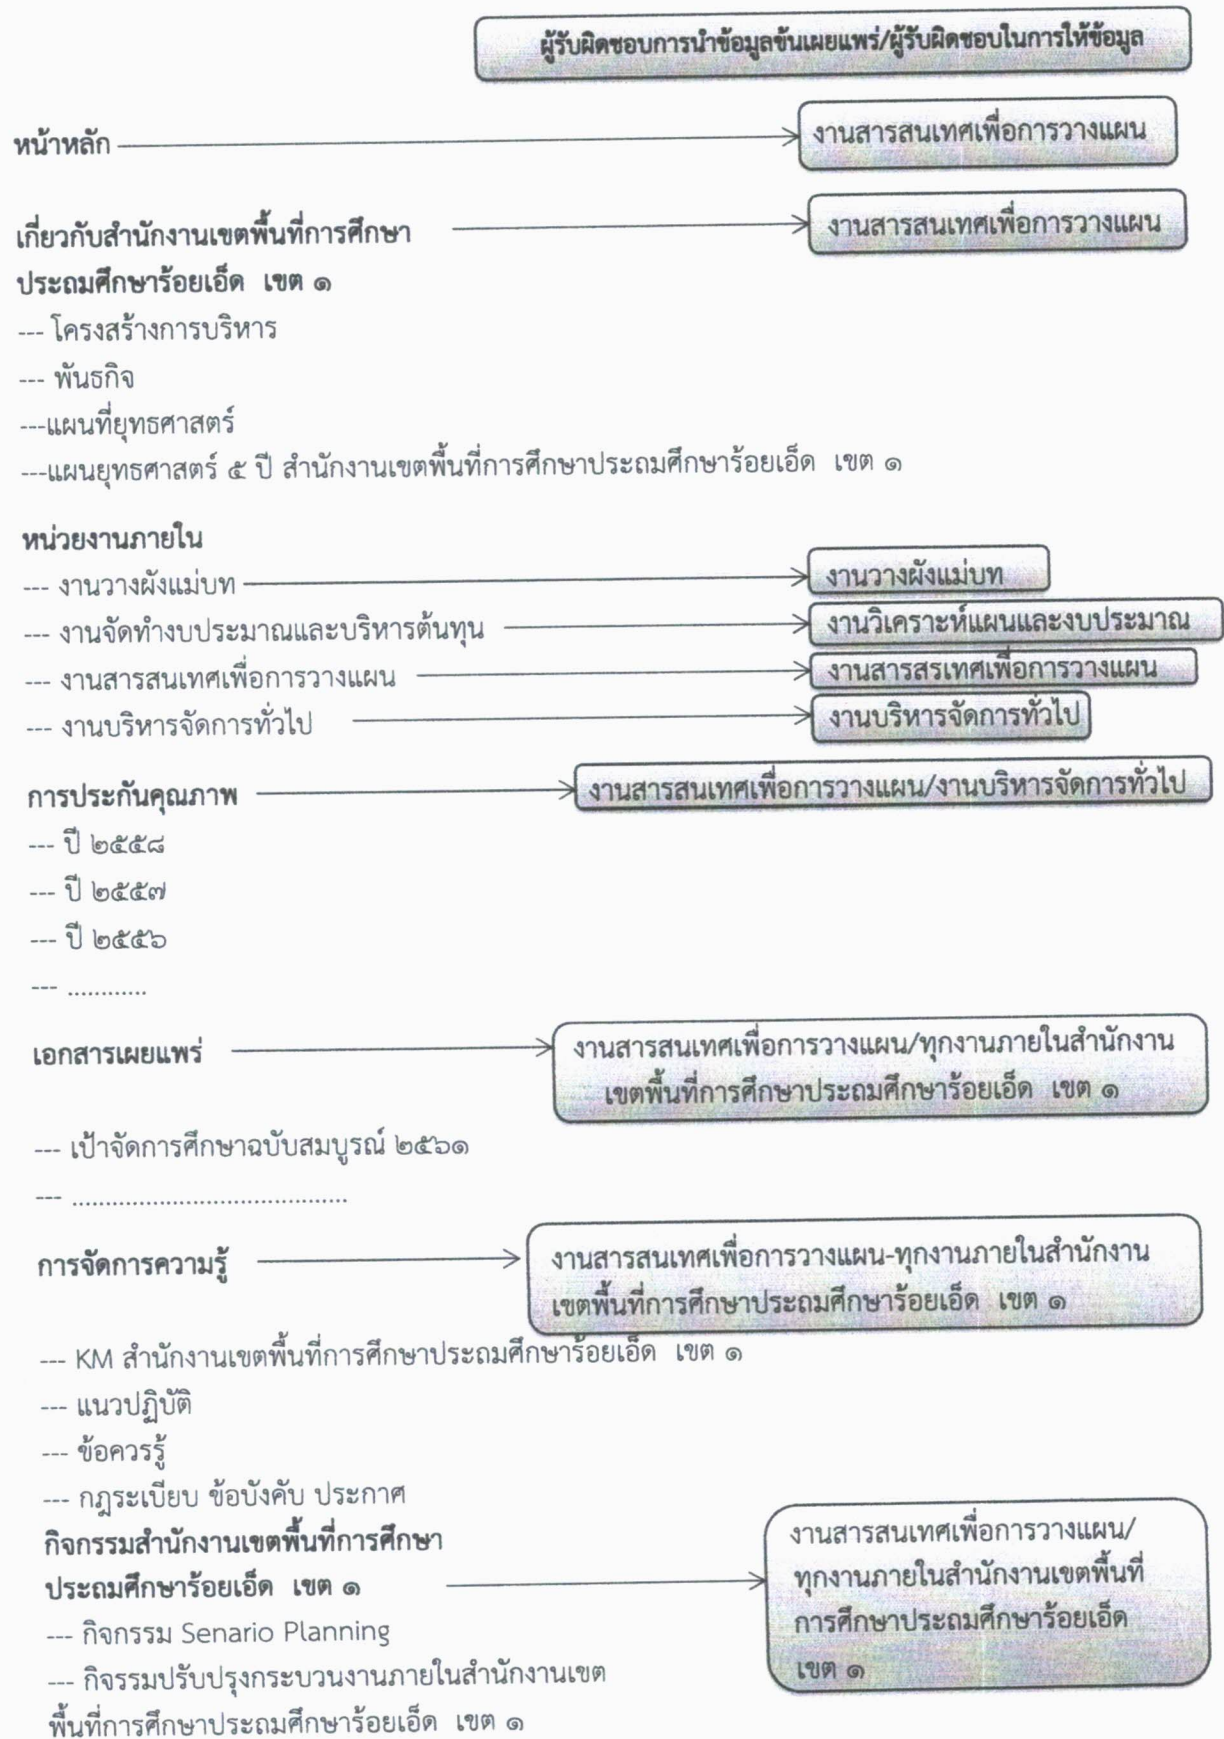 ผู้รับผิดชอบการนำข้อมูลขึ้นเผยแพร่/ผู้รับผิดชอบในการให้ข้อมูล
หน้าหลัก
งานสารสนเทศเพื่อการวางแผน
เกี่ยวกับสำนักงานเขตพื้นที่การศึกษา
งานสารสนเทศเพื่อการวางแผน
ประถมศึกษาร้อยเอ็ด เขต ๑
--- โครงสร้างการบริหาร
--- พันธกิจ
---แผนที่ยุทธศาสตร์
---แผนยุทธศาสตร์ ๕ ปี สำนักงานเขตพื้นที่การศึกษาประถมศึกษาร้อยเอ็ด เขต ๑
หน่วยงานภายใน
--- งานวางผังแม่บท
งานวางผังแม่บท
--- งานจัดทำงบประมาณและบริหารต้นทุน
งานวิเคราะห์แผนและงบประมาณ
--- งานสารสนเทศเพื่อการวางแผน
งานสารสรเทศเพื่อการวางแผน
--- งานบริหารจัดการทั่วไป
งานบริหารจัดการทั่วไป
การประกันคุณภาพ
งานสารสนเทศเพื่อการวางแผน/งานบริหารจัดการทั่วไป
--- ปี ๒๕๕๘
--- ปี ๒๕๕๗
--- ปี ๒๕๕๖
--- ............
เอกสารเผยแพร่
งานสารสนเทศเพื่อการวางแผน/ทุกงานภายในสำนักงาน
เขตพื้นที่การศึกษาประถมศึกษาร้อยเอ็ด เขต ๑
--- เป้าจัดการศึกษาฉบับสมบูรณ์ ๒๕๖๑
--- .........................................
การจัดการความรู้
งานสารสนเทศเพื่อการวางแผน-ทุกงานภายในสำนักงาน
เขตพื้นที่การศึกษาประถมศึกษาร้อยเอ็ด เขต ๑
--- KM สำนักงานเขตพื้นที่การศึกษาประถมศึกษาร้อยเอ็ด เขต ๑
--- แนวปฏิบัติ
--- ข้อควรรู้
--- กฎระเบียบ ข้อบังคับ ประกาศ
กิจกรรมสำนักงานเขตพื้นที่การศึกษา
ประถมศึกษาร้อยเอ็ด เขต ๑
งานสารสนเทศเพื่อการวางแผน/
ทุกงานภายในสำนักงานเขตพื้นที่
การศึกษาประถมศึกษาร้อยเอ็ด
เขต ๑
--- กิจกรรม Senario Planning
--- กิจรรมปรับปรุงกระบวนงานภายในสำนักงานเขต
พื้นที่การศึกษาประถมศึกษาร้อยเอ็ด เขต ๑